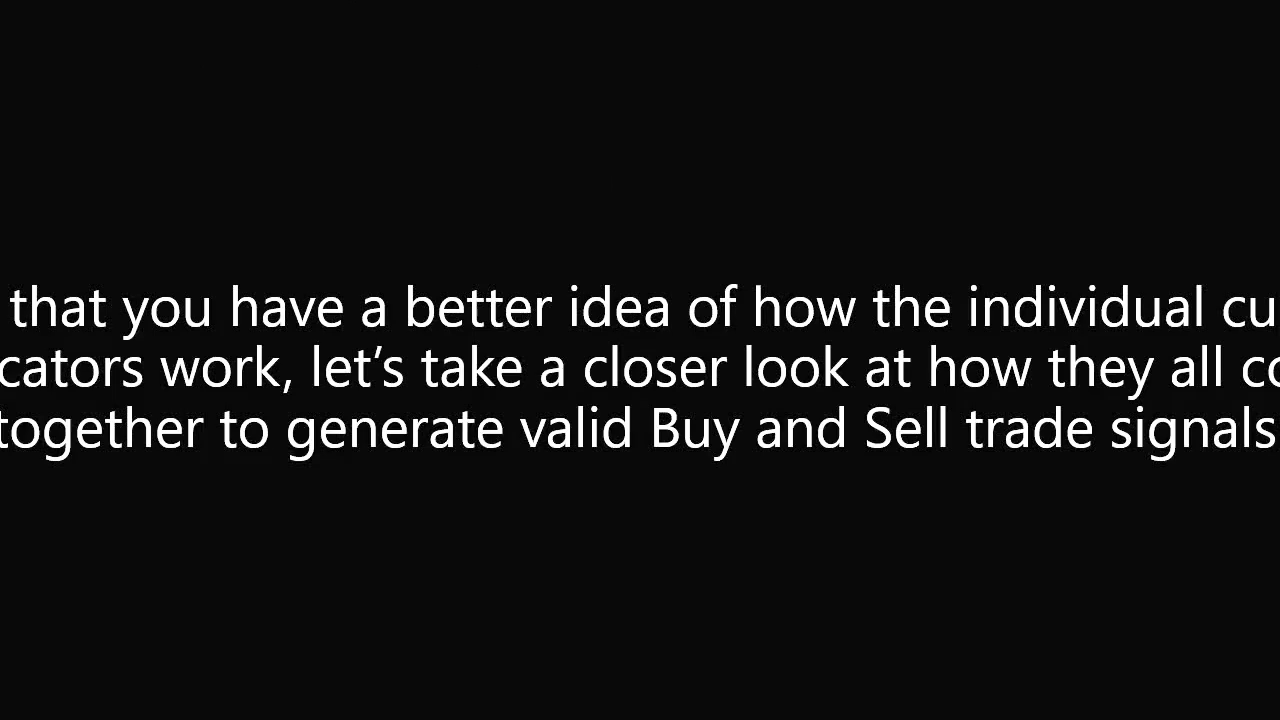 that you have a better idea of how the individual cu
cators work, let’s take a closer look at how they all co
together to generate valid Buy and Sell trade signals